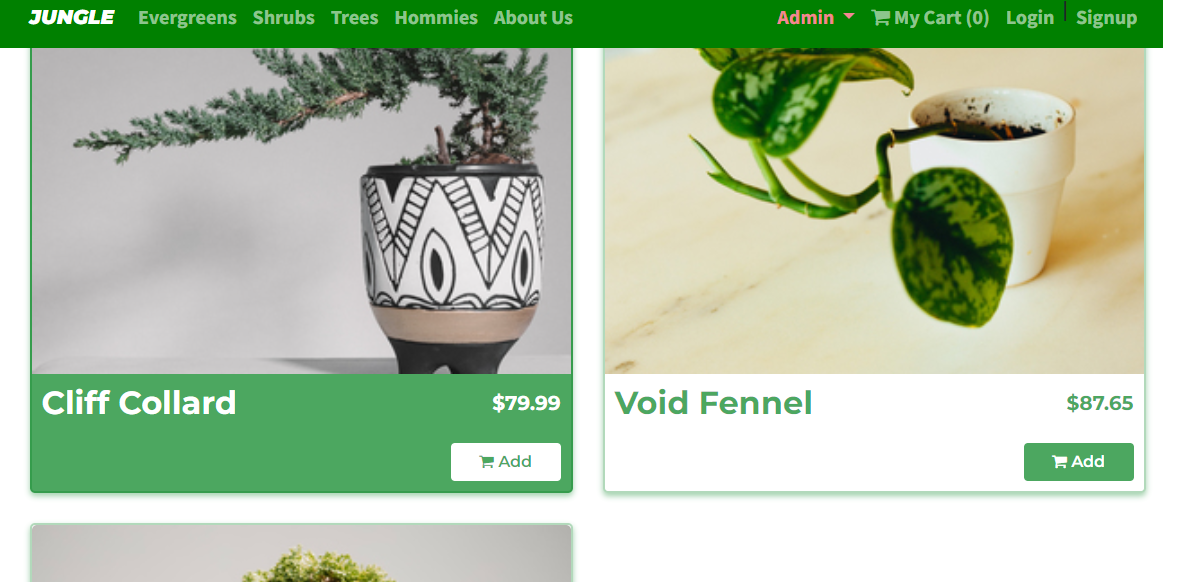 JUNGLE Evergreens Shrubs Trees Hommies About Us Admin My Cart (0) Login Signup
Cliff Collard $79.99
Void Fennel $87.65
Add
Add